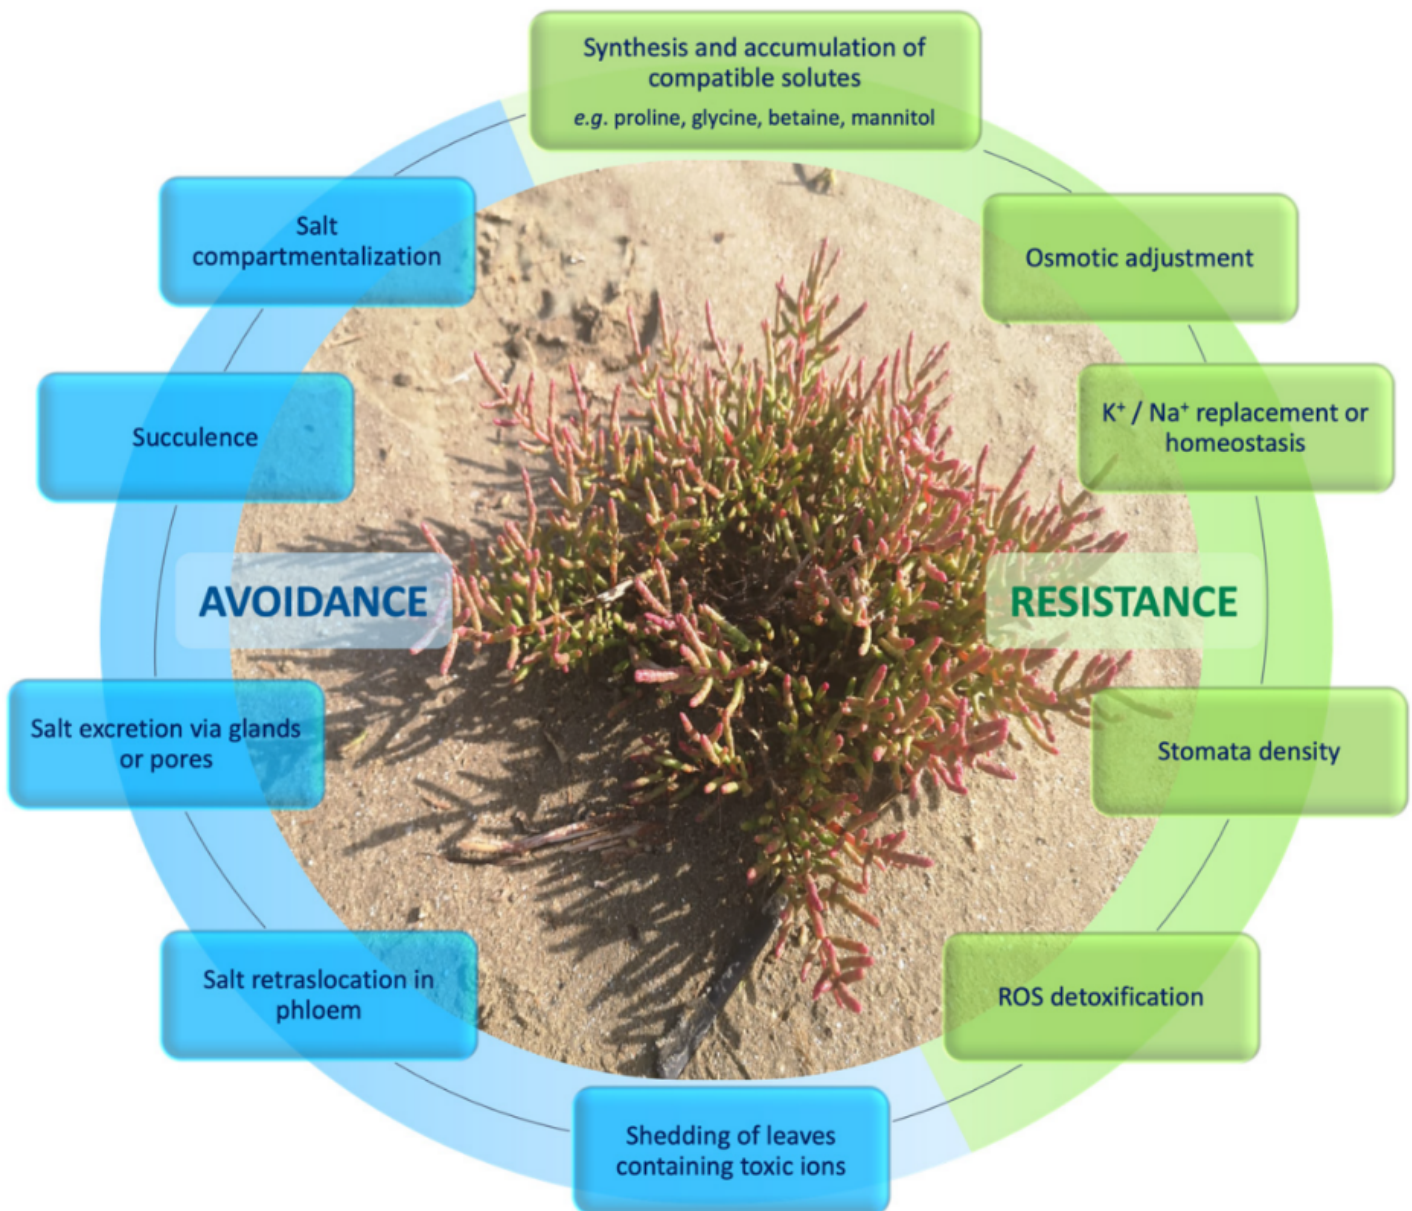 Synthesis and accumulation of
compatible solutes
e.g. proline, glycine, betaine, mannitol
Salt
compartmentalization
Osmotic adjustment
Succulence
K⁺ / Na⁺ replacement or
homeostasis
AVOIDANCE
RESISTANCE
Salt excretion via glands
or pores
Stomata density
Salt retraslocation in
phloem
ROS detoxification
Shedding of leaves
containing toxic ions